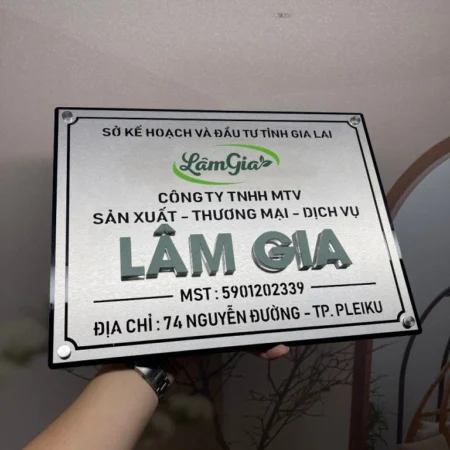 SỞ KẾ HOẠCH VÀ ĐẦU TƯ TỈNH GIA LAI
LâmGia
CÔNG TY TNHH MTV
SẢN XUẤT - THƯƠNG MẠI - DỊCH VỤ
LÂM GIA
MST : 5901202339
ĐỊA CHỈ : 74 NGUYỄN ĐƯỜNG - TP. PLEIKU